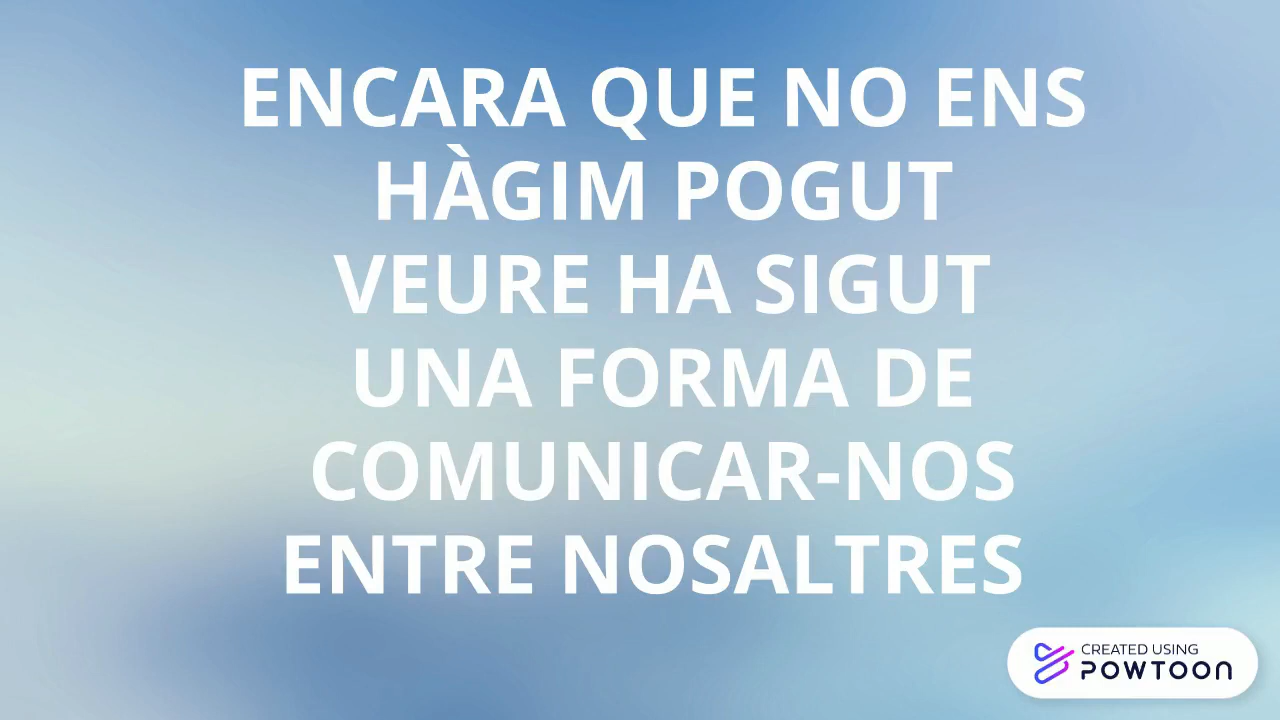 ENCARA QUE NO ENS
HÀGIM POGUT
VEURE HA SIGUT
UNA FORMA DE
COMUNICAR-NOS
ENTRE NOSALTRES
CREATED USING
POWTOON